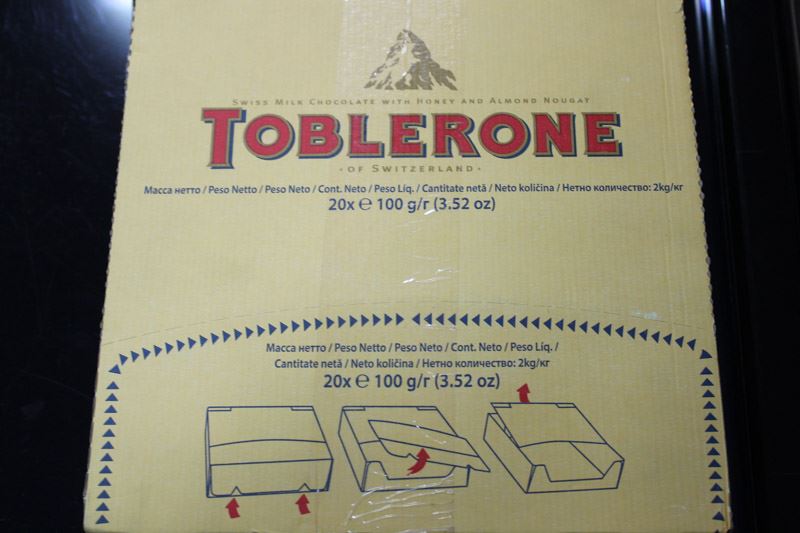 SWISS MILK CHOCOLATE WITH HONEY AND ALMOND NOUGAT
TOBLERONE
· OF SWITZERLAND ·
Масса нетто / Peso Netto / Peso Neto / Cont. Neto / Peso Líq. / Cantitate netă / Neto količina / Нетно количество: 2kg/кг
20x ℮ 100 g/г (3.52 oz)
Масса нетто / Peso Netto / Peso Neto / Cont. Neto / Peso Líq. /
Cantitate netă / Neto količina / Нетно количество: 2kg/кг
20x ℮ 100 g/г (3.52 oz)